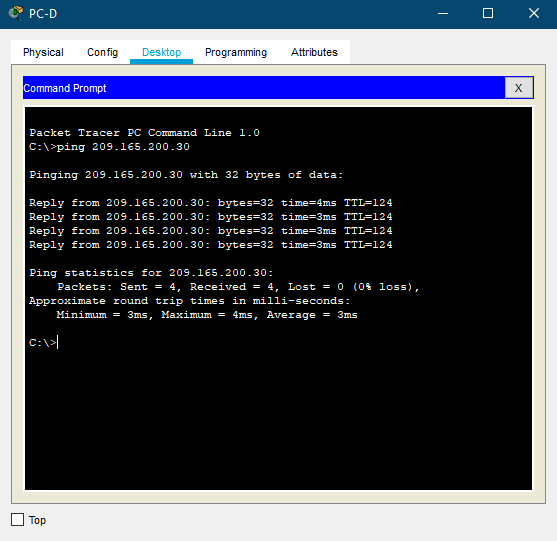 PC-D
Physical Config Desktop Programming Attributes
Command Prompt X
Packet Tracer PC Command Line 1.0
C:\>ping 209.165.200.30
Pinging 209.165.200.30 with 32 bytes of data:
Reply from 209.165.200.30: bytes=32 time=4ms TTL=124
Reply from 209.165.200.30: bytes=32 time=3ms TTL=124
Reply from 209.165.200.30: bytes=32 time=3ms TTL=124
Reply from 209.165.200.30: bytes=32 time=3ms TTL=124
Ping statistics for 209.165.200.30:
Packets: Sent = 4, Received = 4, Lost = 0 (0% loss),
Approximate round trip times in milli-seconds:
Minimum = 3ms, Maximum = 4ms, Average = 3ms
C:\>
Top